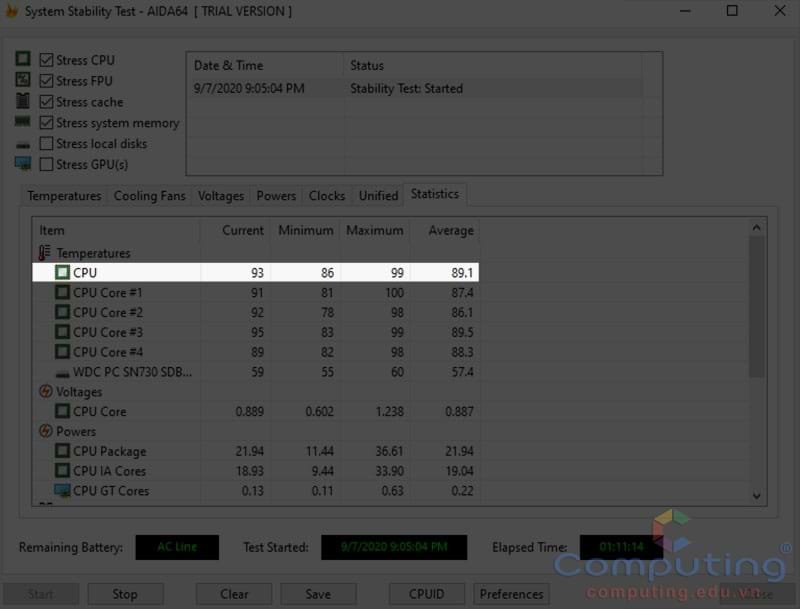 System Stability Test - AIDA64 [ TRIAL VERSION ]
Stress CPU
Stress FPU
Stress cache
Stress system memory
Stress local disks
Stress GPU(s)
Date & Time Status
9/7/2020 9:05:04 PM Stability Test: Started
Temperatures Cooling Fans Voltages Powers Clocks Unified Statistics
Item Current Minimum Maximum Average
Temperatures
CPU 93 86 99 89.1
CPU Core #1 91 81 100 87.4
CPU Core #2 92 78 98 86.1
CPU Core #3 95 83 99 89.5
CPU Core #4 89 82 98 88.3
WDC PC SN730 SDB... 59 55 60 57.4
Voltages
CPU Core 0.889 0.602 1.238 0.887
Powers
CPU Package 21.94 11.44 36.61 21.94
CPU IA Cores 18.93 9.44 33.90 19.04
CPU GT Cores 0.13 0.11 0.63 0.22
Remaining Battery: AC Line Test Started: 9/7/2020 9:05:04 PM Elapsed Time: 01:11:14
Computing®
computing.edu.vn
Start Stop Clear Save CPUID Preferences